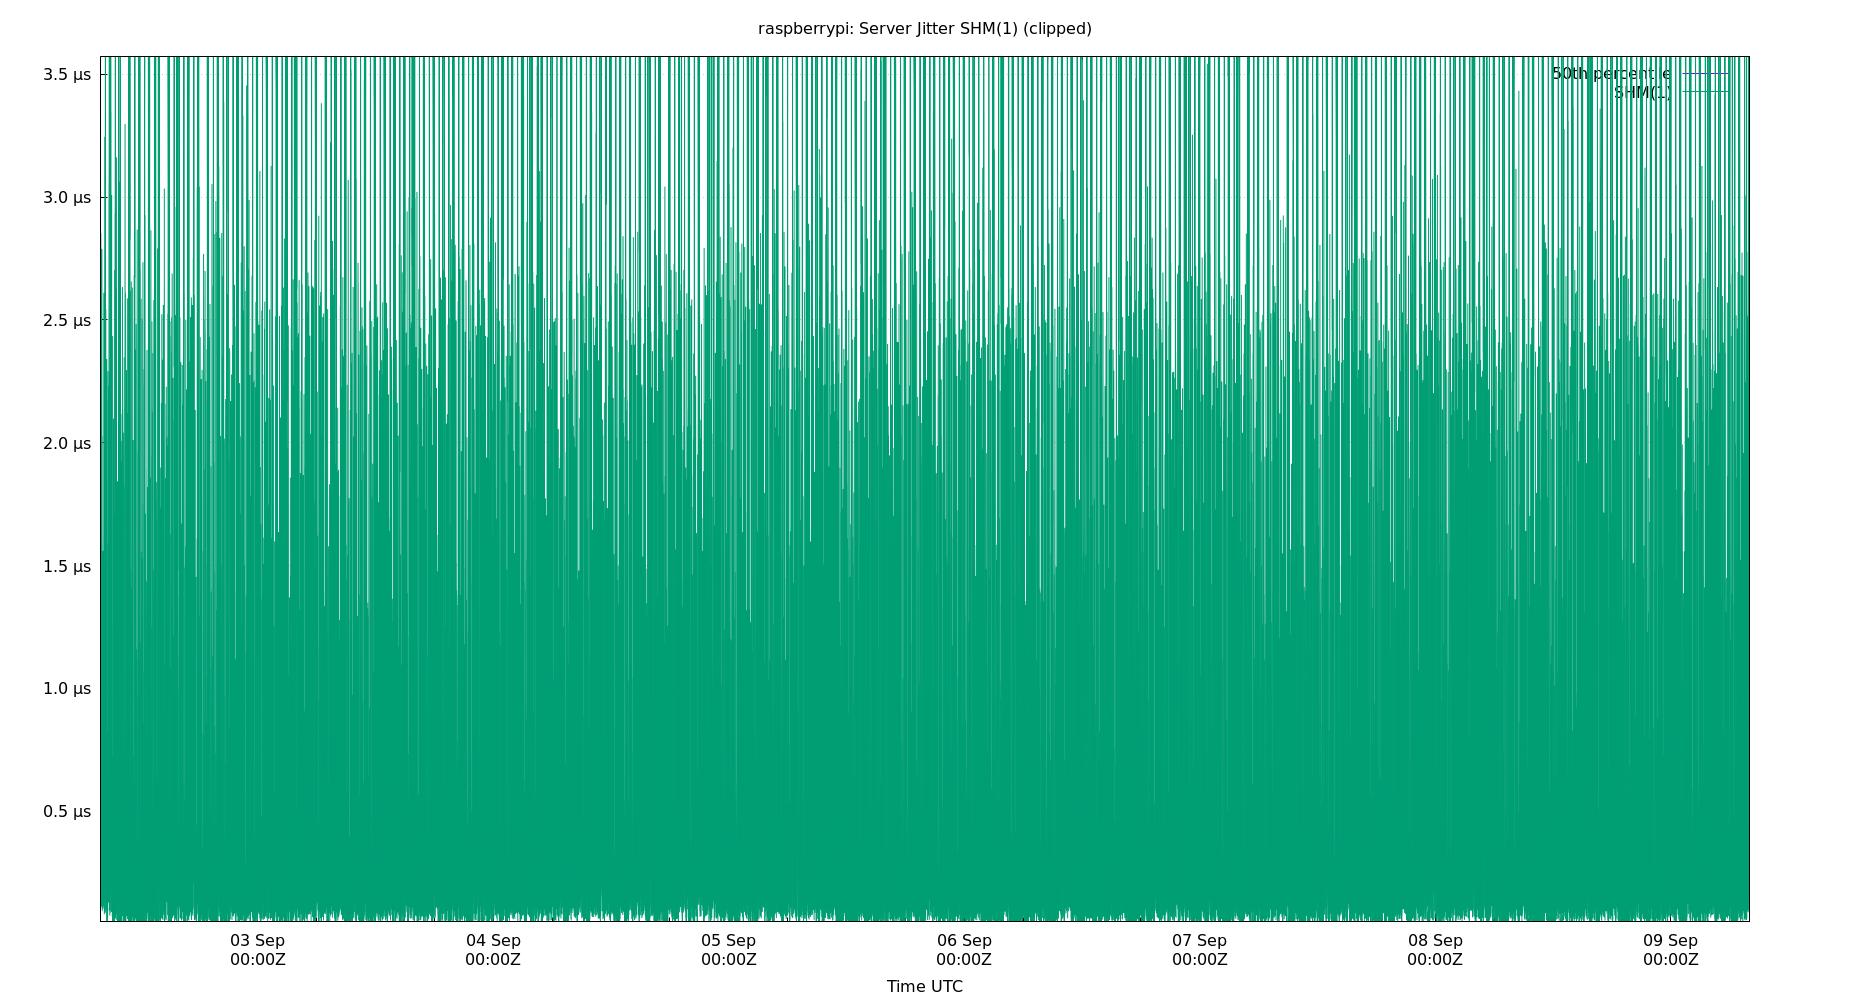 raspberrypi: Server Jitter SHM(1) (clipped)
3.5 µs
50th percentile
SHM(1)
3.0 µs
2.5 µs
2.0 µs
1.5 µs
1.0 µs
0.5 µs
03 Sep 04 Sep 05 Sep 06 Sep 07 Sep 08 Sep 09 Sep
00:00Z 00:00Z 00:00Z 00:00Z 00:00Z 00:00Z 00:00Z
Time UTC